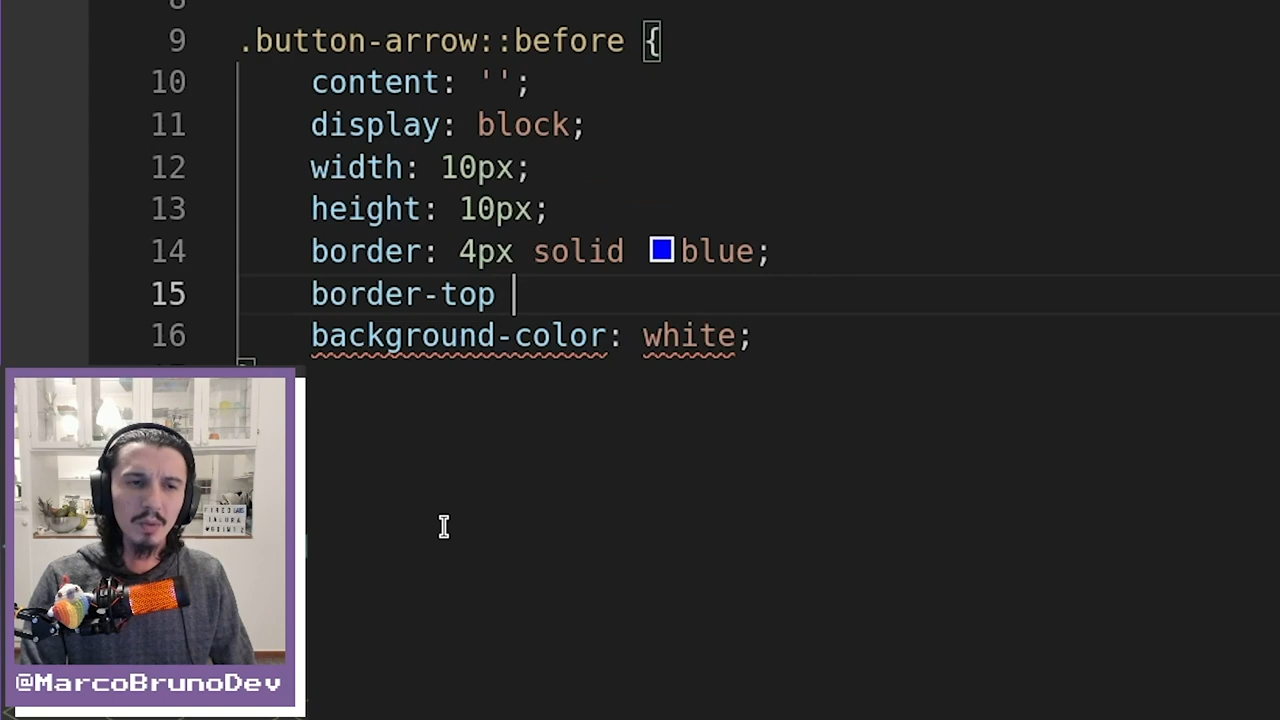 9 .button-arrow::before {
10 content: '';
11 display: block;
12 width: 10px;
13 height: 10px;
14 border: 4px solid blue;
15 border-top
16 background-color: white;
@MarcoBrunoDev